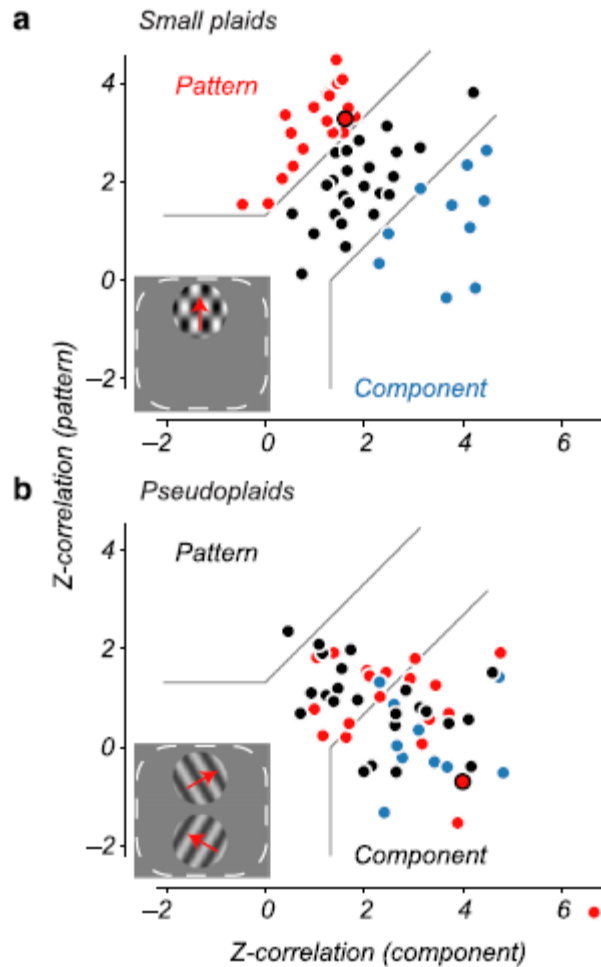 a Small plaids
Pattern
4
2
0
−2
Component
−2 0 2 4 6
Z-correlation (pattern)
b Pseudoplaids
Pattern
4
2
0
−2
Component
−2 0 2 4 6
Z-correlation (component)